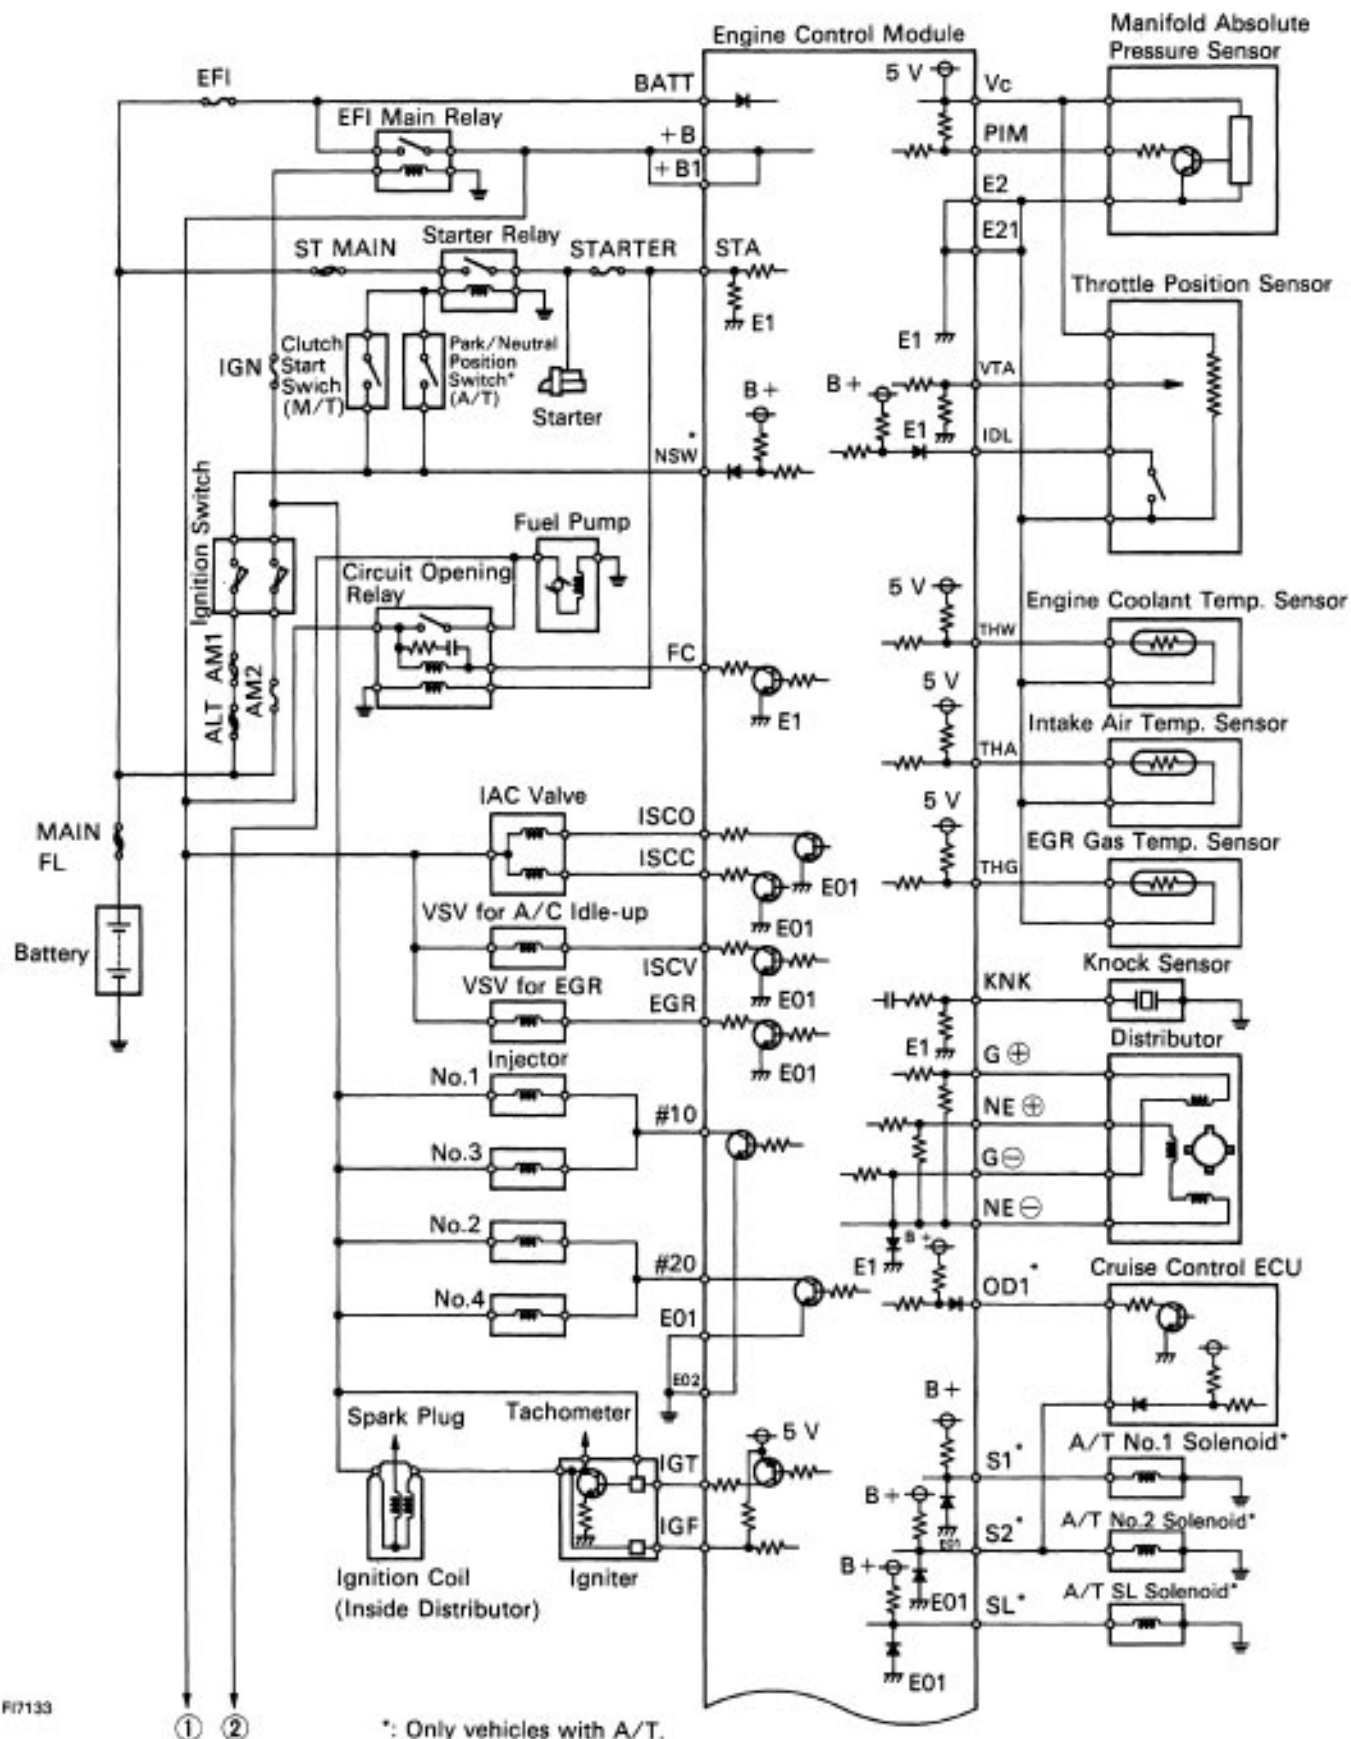 Engine Control Module
Manifold Absolute
Pressure Sensor
EFI
BATT
5 V
Vc
EFI Main Relay
+B
PIM
+B1
E2
E21
ST MAIN
Starter Relay
STARTER
STA
E1
Throttle Position Sensor
E1
IGN
Clutch
Start
Swich
(M/T)
Park/Neutral
Position
Switch*
(A/T)
Starter
B+
B+
VTA
E1
IDL
*
NSW
Ignition Switch
Fuel Pump
Circuit Opening
Relay
5 V
Engine Coolant Temp. Sensor
THW
FC
E1
AM1
AM2
ALT
5 V
Intake Air Temp. Sensor
THA
5 V
IAC Valve
ISCO
MAIN
FL
EGR Gas Temp. Sensor
ISCC
E01
THG
E01
VSV for A/C Idle-up
Battery
ISCV
Knock Sensor
KNK
VSV for EGR
EGR
E01
Distributor
E1
G⊕
Injector
E01
No.1
NE⊕
#10
No.3
G⊖
NE⊖
No.2
B+
E1
#20
OD1*
Cruise Control ECU
No.4
E01
E02
B+
Spark Plug
Tachometer
5 V
A/T No.1 Solenoid*
IGT
S1*
B+
A/T No.2 Solenoid*
IGF
E01
S2*
B+
Ignition Coil
(Inside Distributor)
Igniter
A/T SL Solenoid*
E01
SL*
E01
FI7133
① ②
*: Only vehicles with A/T.